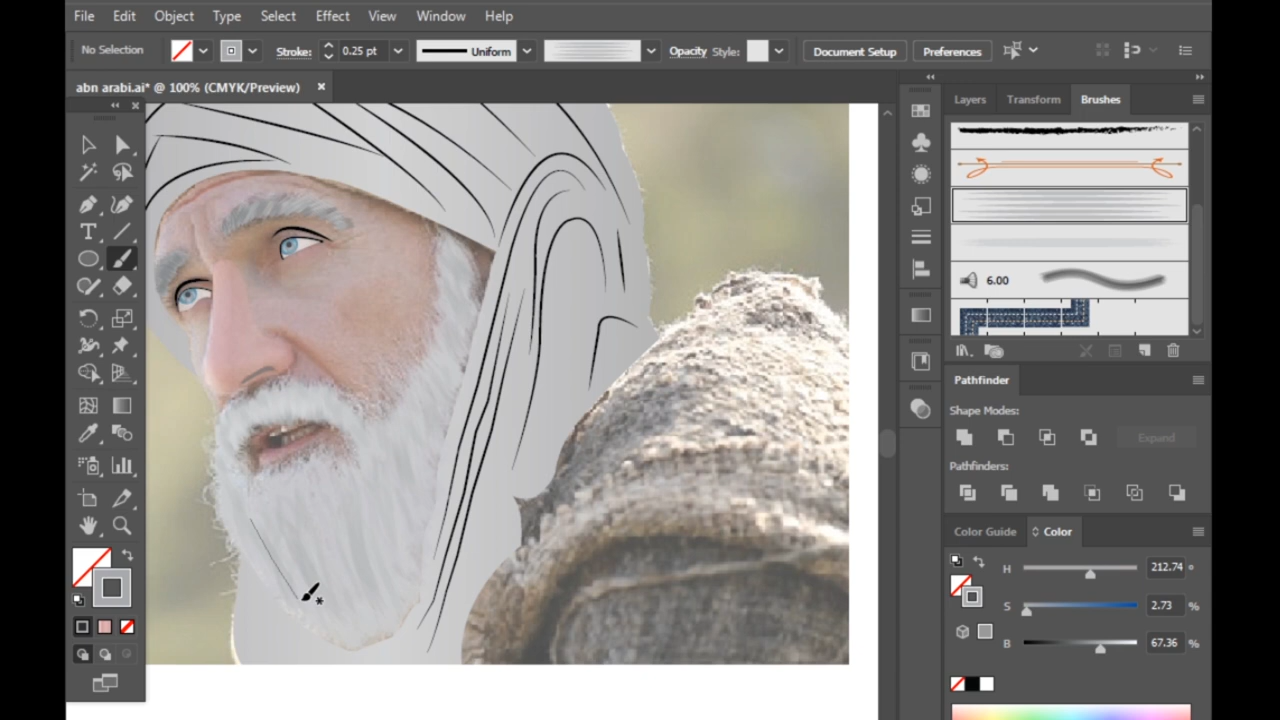 File Edit Object Type Select Effect View Window Help
No Selection Stroke: 0.25 pt Uniform Opacity Style: Document Setup Preferences
abn arabi.ai* @ 100% (CMYK/Preview)
Layers Transform Brushes
6.00
Pathfinder
Shape Modes:
Expand
Pathfinders:
Color Guide Color
H 212.74 °
S 2.73 %
B 67.36 %